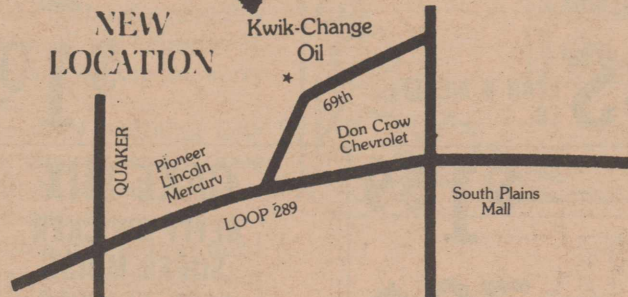 NEW
LOCATION
Kwik-Change
Oil
69th
Don Crow
Chevrolet
QUAKER
Pioneer
Lincoln
Mercury
LOOP 289
South Plains
Mall